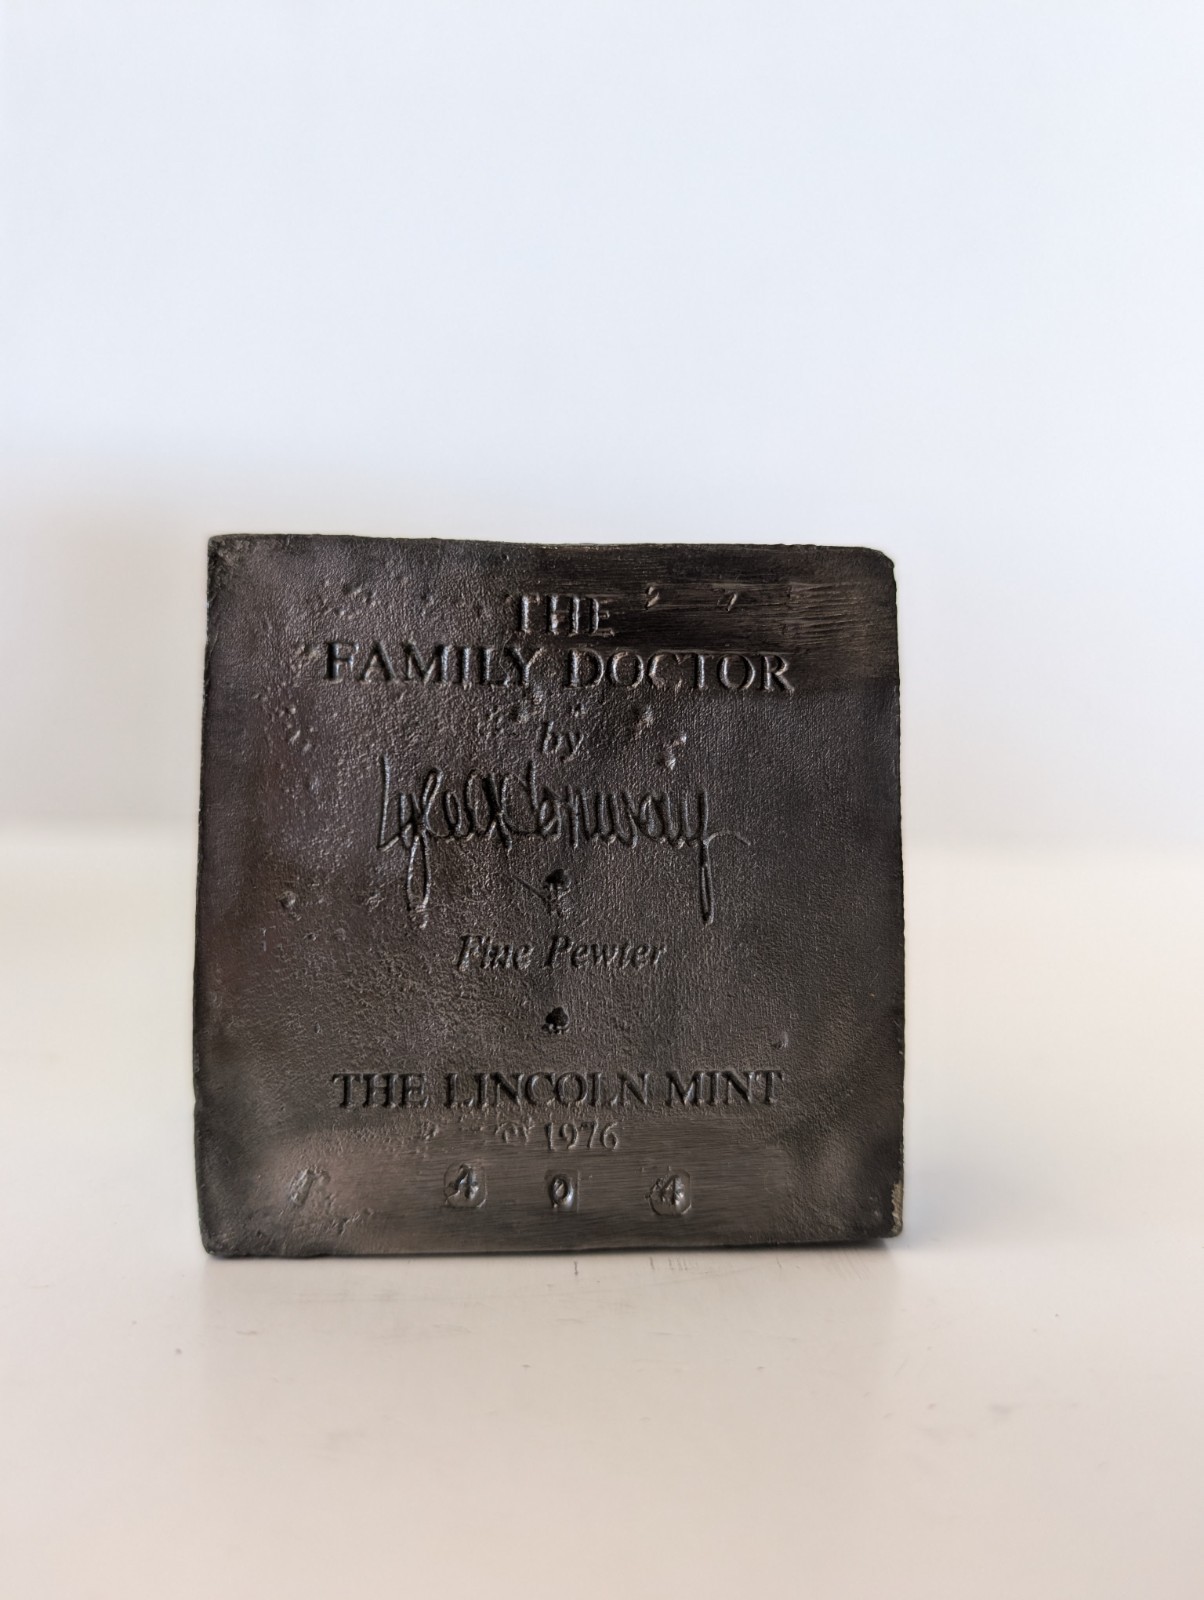 THE
FAMILY DOCTOR
by
Fine Pewter
THE LINCOLN MINT
1976
4 0 4